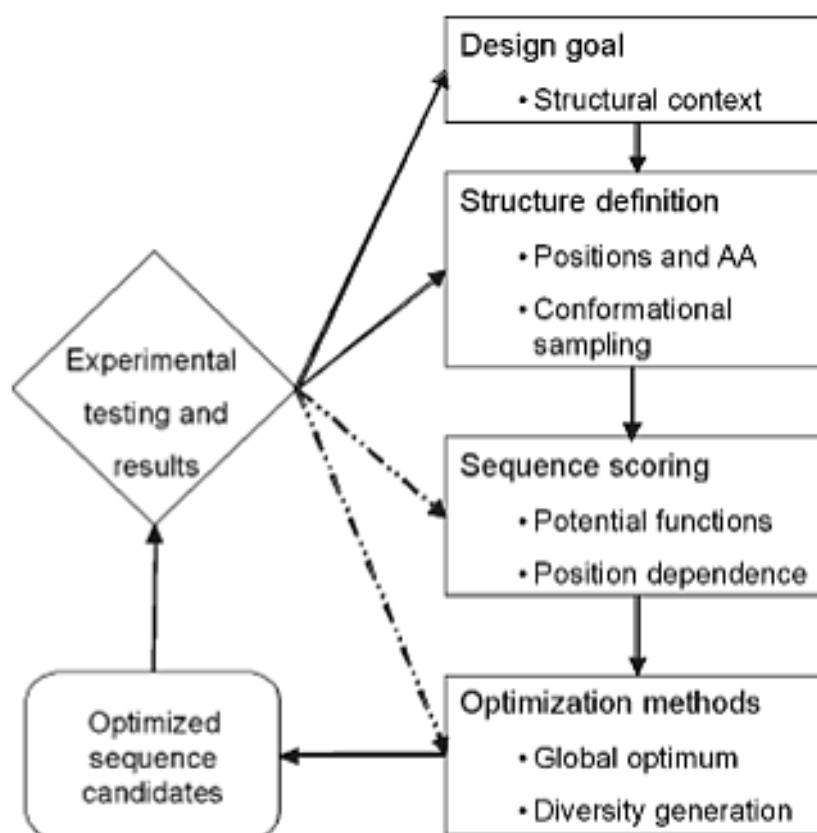 Design goal
• Structural context
Structure definition
• Positions and AA
• Conformational
sampling
Experimental
testing and
results
Sequence scoring
• Potential functions
• Position dependence
Optimized
sequence
candidates
Optimization methods
• Global optimum
• Diversity generation